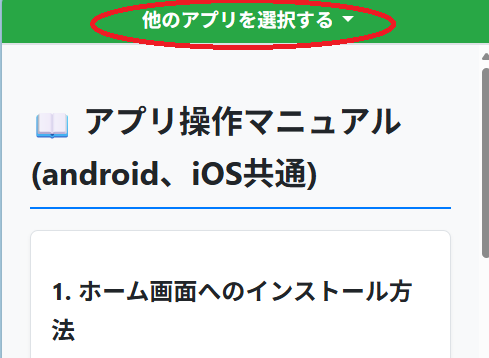 他のアプリを選択する
アプリ操作マニュアル
(android、iOS共通)
1. ホーム画面へのインストール方
法